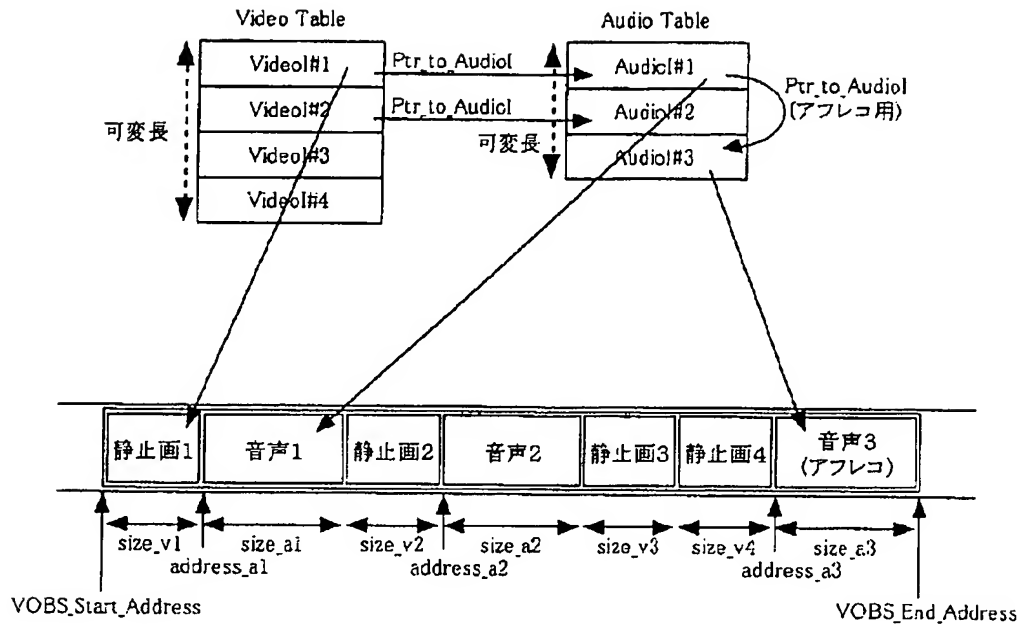 Video Table
Audio Table
VideoI#1
Ptr_to_AudioI
AudioI#1
Ptr_to_AudioI
(アフレコ用)
VideoI#2
Ptr_to_AudioI
AudioI#2
可変長
可変長
VideoI#3
AudioI#3
VideoI#4
静止画1
音声1
静止画2
音声2
静止画3
静止画4
音声3
(アフレコ)
size_v1
size_a1
size_v2
size_a2
size_v3
size_v4
size_a3
address_a1
address_a2
address_a3
VOBS_Start_Address
VOBS_End_Address